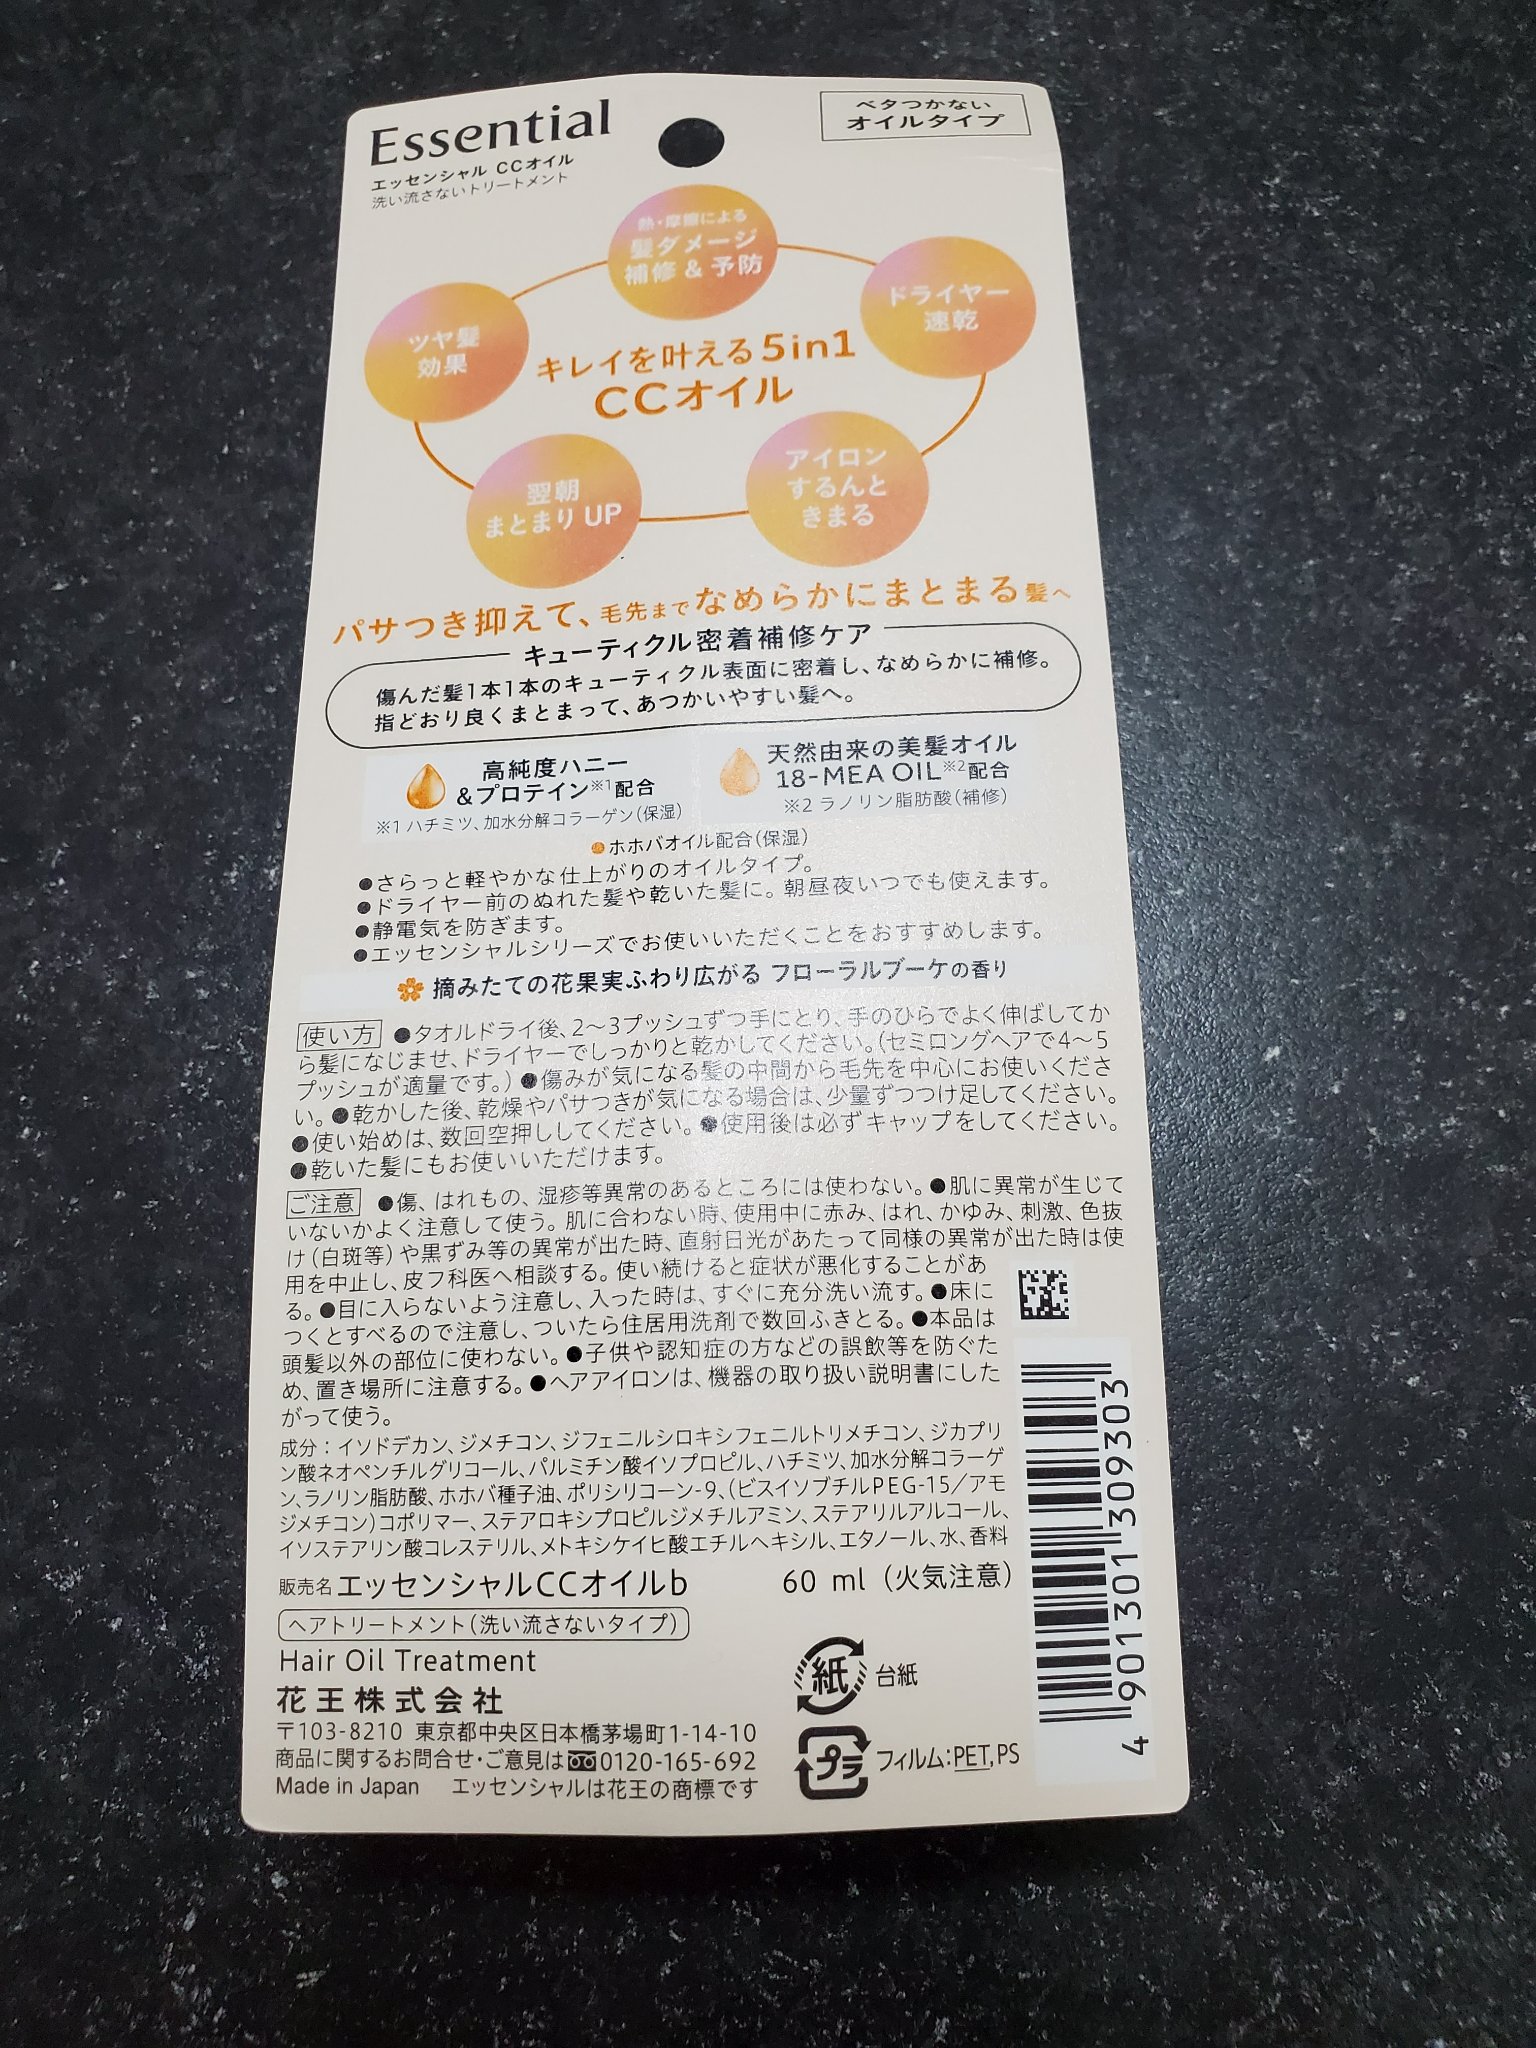 Essential
エッセンシャル CCオイル
洗い流さないトリートメント
ベタつかない
オイルタイプ
熱・摩擦による
髪ダメージ
補修 & 予防
ドライヤー
速乾
ツヤ髪
効果
キレイを叶える5in1
CCオイル
翌朝
まとまり UP
アイロン
するんと
きまる
パサつき抑えて、毛先までなめらかにまとまる髪へ
キューティクル密着補修ケア
傷んだ髪1本1本のキューティクル表面に密着し、なめらかに補修。
指どおり良くまとまって、あつかいやすい髪へ。
高純度ハニー
&プロテイン※1配合
※1 ハチミツ、加水分解コラーゲン(保湿)
天然由来の美髪オイル
18-MEA OIL※2配合
※2 ラノリン脂肪酸(補修)
●ホホバオイル配合(保湿)
●さらっと軽やかな仕上がりのオイルタイプ。
●ドライヤー前のぬれた髪や乾いた髪に。朝昼夜いつでも使えます。
●静電気を防ぎます。
●エッセンシャルシリーズでお使いいただくことをおすすめします。
摘みたての花果実ふわり広がる フローラルブーケの香り
使い方 ●タオルドライ後、2〜3プッシュずつ手にとり、手のひらでよく伸ばしてか
ら髪になじませ、ドライヤーでしっかりと乾かしてください。(セミロングヘアで4〜5
プッシュが適量です。) ●傷みが気になる髪の中間から毛先を中心にお使いくださ
い。●乾かした後、乾燥やパサつきが気になる場合は、少量ずつつけ足してください。
●使い始めは、数回空押ししてください。●使用後は必ずキャップをしてください。
●乾いた髪にもお使いいただけます。
ご注意 ●傷、はれもの、湿疹等異常のあるところには使わない。●肌に異常が生じて
いないかよく注意して使う。肌に合わない時、使用中に赤み、はれ、かゆみ、刺激、色抜
け(白斑等)や黒ずみ等の異常が出た時、直射日光があたって同様の異常が出た時は使
用を中止し、皮フ科医へ相談する。使い続けると症状が悪化することがあ
る。●目に入らないよう注意し、入った時は、すぐに充分洗い流す。●床に
つくとすべるので注意し、ついたら住居用洗剤で数回ふきとる。●本品は
頭髪以外の部位に使わない。●子供や認知症の方などの誤飲等を防ぐた
め、置き場所に注意する。●ヘアアイロンは、機器の取り扱い説明書にした
がって使う。
成分：イソドデカン、ジメチコン、ジフェニルシロキシフェニルトリメチコン、ジカプリ
ン酸ネオペンチルグリコール、パルミチン酸イソプロピル、ハチミツ、加水分解コラーゲ
ン、ラノリン脂肪酸、ホホバ種子油、ポリシリコーン-9、(ビスイソブチルPEG-15／アモ
ジメチコン)コポリマー、ステアロキシプロピルジメチルアミン、ステアリルアルコール、
イソステアリン酸コレステリル、メトキシケイヒ酸エチルヘキシル、エタノール、水、香料
販売名 エッセンシャルCCオイルb
60 ml (火気注意)
ヘアトリートメント(洗い流さないタイプ)
Hair Oil Treatment
花王株式会社
〒103-8210 東京都中央区日本橋茅場町1-14-10
商品に関するお問合せ・ご意見は 0120-165-692
Made in Japan エッセンシャルは花王の商標です
紙 台紙
プラ フィルム：PET, PS
4 901301 309303